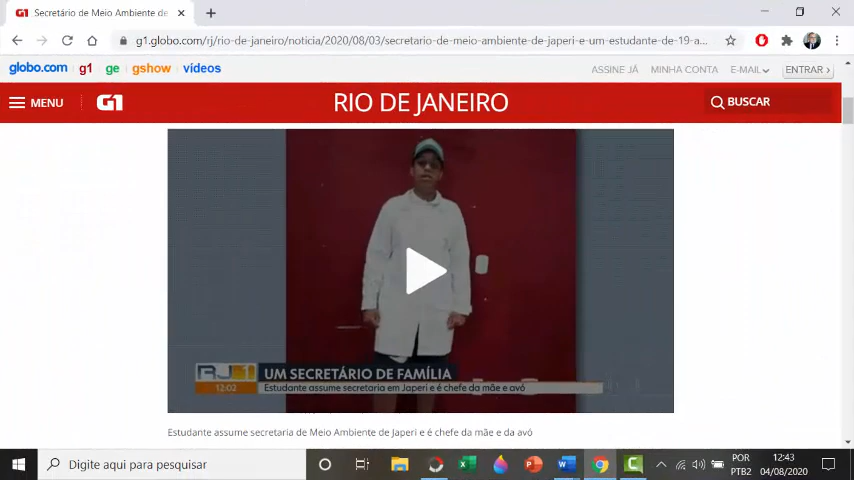 Secretário de Meio Ambiente de
g1.globo.com/rj/rio-de-janeiro/noticia/2020/08/03/secretario-de-meio-ambiente-de-japeri-e-um-estudante-de-19-a...
globo.com g1 ge gshow vídeos ASSINE JÁ MINHA CONTA E-MAIL ENTRAR
MENU G1 RIO DE JANEIRO BUSCAR
RJ1 UM SECRETÁRIO DE FAMÍLIA
12:02 Estudante assume secretaria em Japeri e é chefe da mãe e avó
Estudante assume secretaria de Meio Ambiente de Japeri e é chefe da mãe e da avó
Digite aqui para pesquisar
POR 12:43
PTB2 04/08/2020